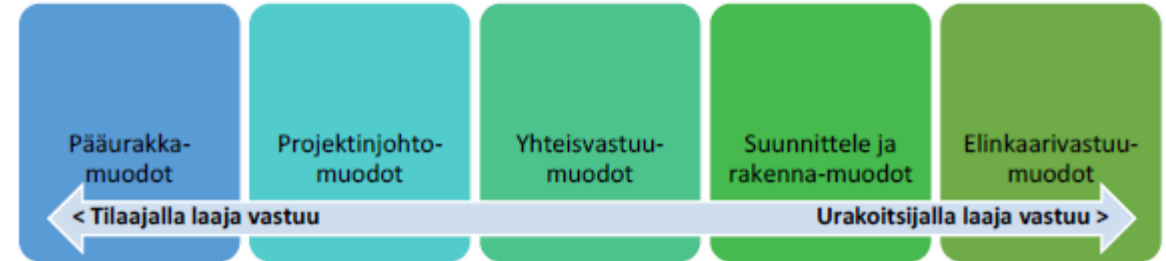 Pääurakka-
muodot
Projektinjohto-
muodot
Yhteisvastuu-
muodot
Suunnittele ja
rakenna-muodot
Elinkaarivastuu-
muodot
< Tilaajalla laaja vastuu
Urakoitsijalla laaja vastuu >